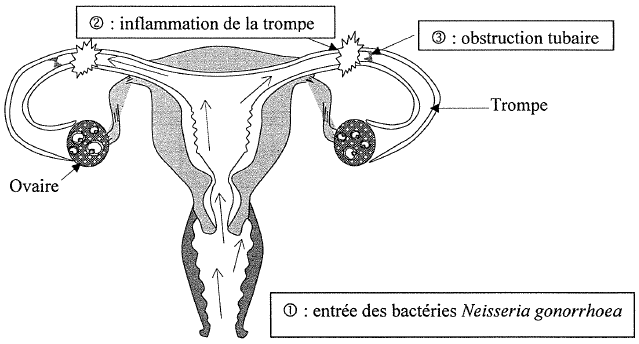 ② : inflammation de la trompe
③ : obstruction tubaire
Trompe
Ovaire
① : entrée des bactéries Neisseria gonorrhoea